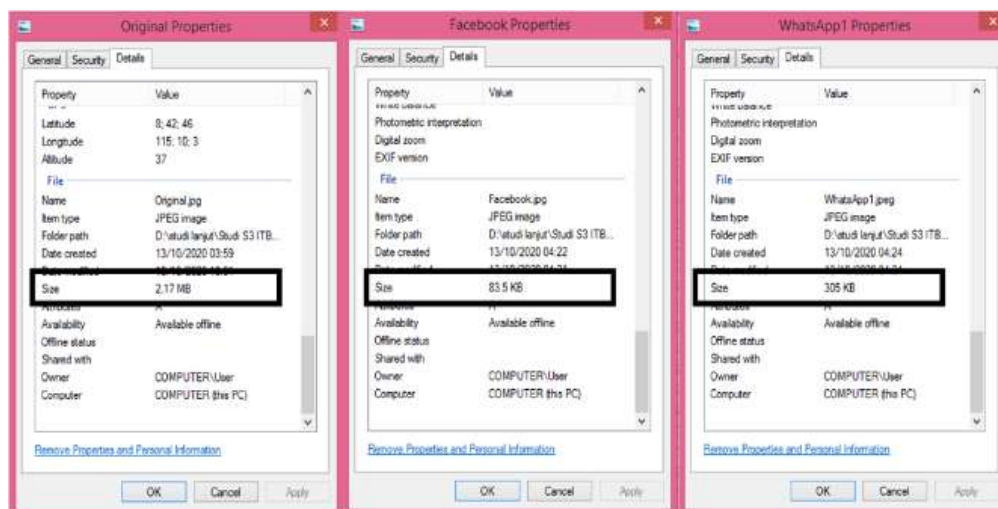 Original Properties
General Security Details
Property Value
Latitude 8; 42; 46
Longitude 115; 10; 3
Altitude 37
File
Name Original.jpg
Item type JPEG image
Folder path D:\studi lanjut\Studi S3 ITB...
Date created 13/10/2020 03:59
Size 2.17 MB
Availability Available offline
Offline status
Shared with
Owner COMPUTER\User
Computer COMPUTER (this PC)
Remove Properties and Personal Information
OK Cancel Apply
Facebook Properties
General Security Details
Property Value
White balance
Photometric interpretation
Digital zoom
EXIF version
File
Name Facebook.jpg
Item type JPEG image
Folder path D:\studi lanjut\Studi S3 ITB...
Date created 13/10/2020 04:22
Size 83.5 KB
Availability Available offline
Offline status
Shared with
Owner COMPUTER\User
Computer COMPUTER (this PC)
Remove Properties and Personal Information
OK Cancel Apply
WhatsApp1 Properties
General Security Details
Property Value
White balance
Photometric interpretation
Digital zoom
EXIF version
File
Name WhatsApp1.jpeg
Item type JPEG image
Folder path D:\studi lanjut\Studi S3 ITB...
Date created 13/10/2020 04:24
Size 305 KB
Availability Available offline
Offline status
Shared with
Owner COMPUTER\User
Computer COMPUTER (this PC)
Remove Properties and Personal Information
OK Cancel Apply